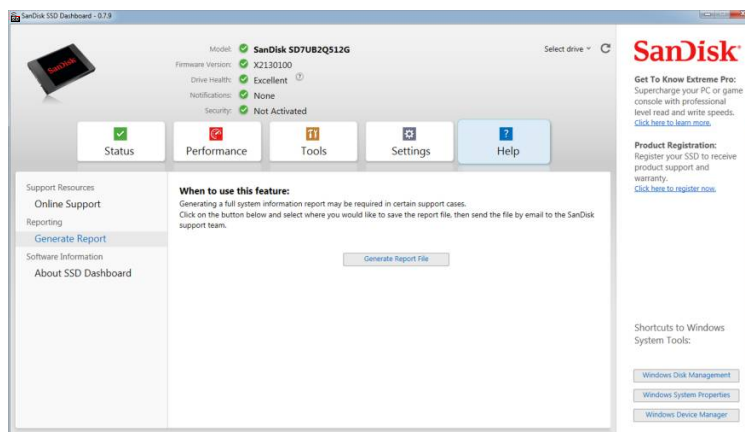 SanDisk SSD Dashboard - 0.7.9
Model: SanDisk SD7UB2Q512G
Firmware Version: X2130100
Drive Health: Excellent ?
Notifications: None
Security: Not Activated
Select drive
SanDisk
Status
Performance
Tools
Settings
? Help
Support Resources
Online Support
Reporting
Generate Report
Software Information
About SSD Dashboard
When to use this feature:
Generating a full system information report may be required in certain support cases.
Click on the button below and select where you would like to save the report file, then send the file by email to the SanDisk
support team.
Generate Report File
SanDisk
Get To Know Extreme Pro:
Supercharge your PC or game
console with professional
level read and write speeds.
Click here to learn more.
Product Registration:
Register your SSD to receive
product support and
warranty.
Click here to register now.
Shortcuts to Windows
System Tools:
Windows Disk Management
Windows System Properties
Windows Device Manager